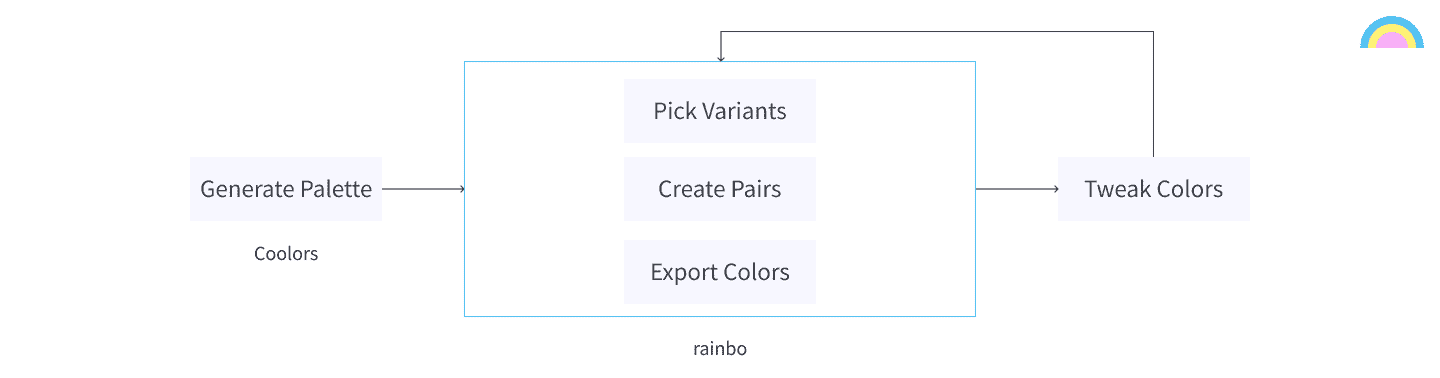 Pick Variants
Generate Palette
Create Pairs
Tweak Colors
Coolors
Export Colors
rainbo